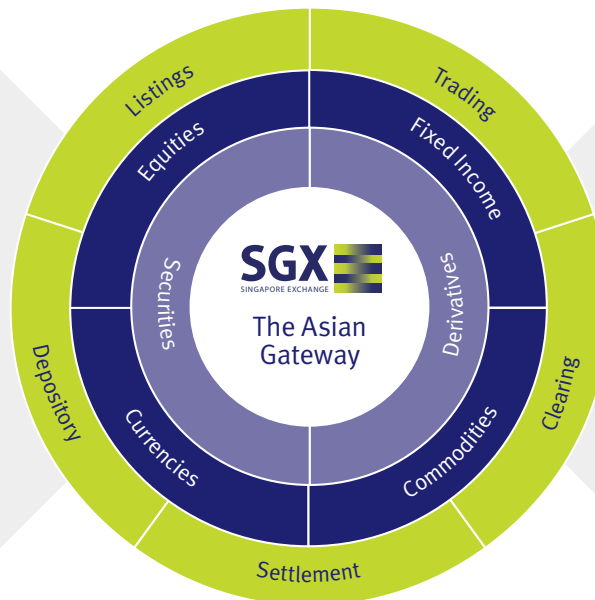 Listings
Trading
Equities
Fixed Income
Securities
Derivatives
SGX
SINGAPORE EXCHANGE
The Asian
Gateway
Depository
Clearing
Currencies
Commodities
Settlement